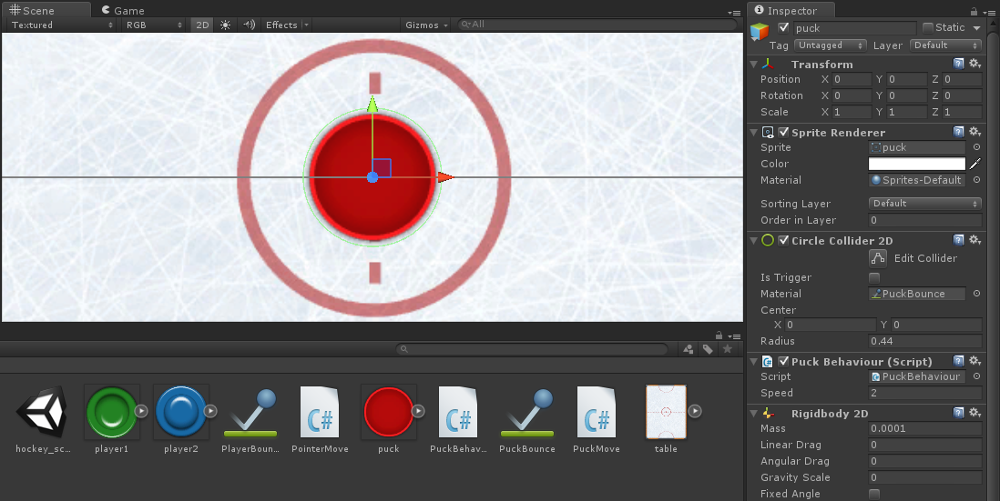 Scene
Game
Textured
RGB
2D
Effects
Gizmos
All
hockey_sc...
player1
player2
PlayerBoun...
C#
PointerMove
puck
C#
PuckBehav...
PuckBounce
C#
PuckMove
table
Inspector
puck
Static
Tag Untagged Layer Default
Transform
Position X 0 Y 0 Z 0
Rotation X 0 Y 0 Z 0
Scale X 1 Y 1 Z 1
Sprite Renderer
Sprite puck
Color
Material Sprites-Default
Sorting Layer Default
Order in Layer 0
Circle Collider 2D
Edit Collider
Is Trigger
Material PuckBounce
Center
X 0 Y 0
Radius 0.44
C# Puck Behaviour (Script)
Script PuckBehaviour
Speed 2
Rigidbody 2D
Mass 0.0001
Linear Drag 0
Angular Drag 0
Gravity Scale 0
Fixed Angle